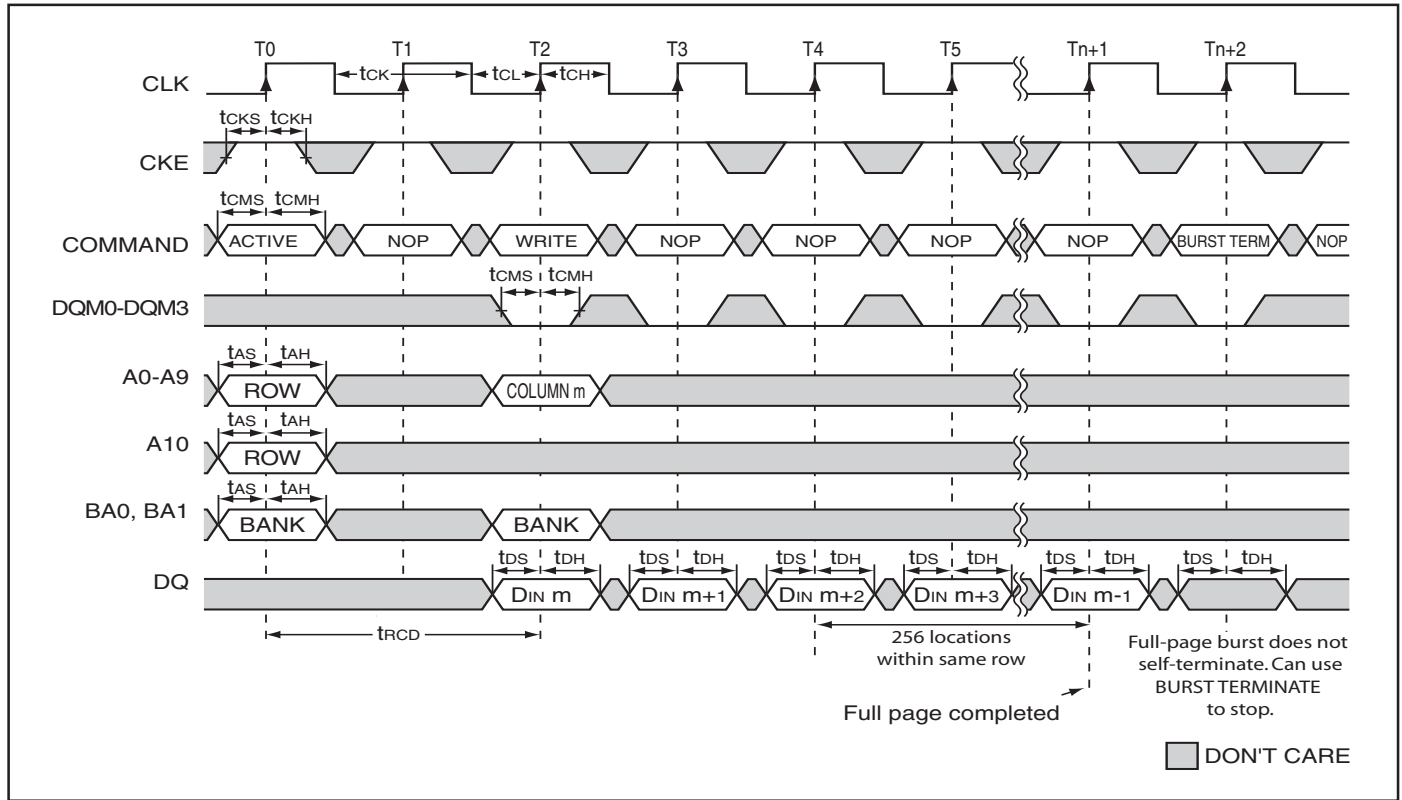 T0 T1 T2 T3 T4 T5 Tn+1 Tn+2
CLK
tCK tCL tCH
tCKS tCKH
CKE
tCMS tCMH
COMMAND ACTIVE NOP WRITE NOP NOP NOP NOP BURST TERM NOP
tCMS tCMH
DQM0-DQM3
tAS tAH
A0-A9 ROW COLUMN m
tAS tAH
A10 ROW
tAS tAH
BA0, BA1 BANK BANK
tDS tDH tDS tDH tDS tDH tDS tDH tDS tDH tDS tDH
DQ DIN m DIN m+1 DIN m+2 DIN m+3 DIN m-1
tRCD
256 locations
within same row
Full page completed
Full-page burst does not
self-terminate. Can use
BURST TERMINATE
to stop.
DON'T CARE